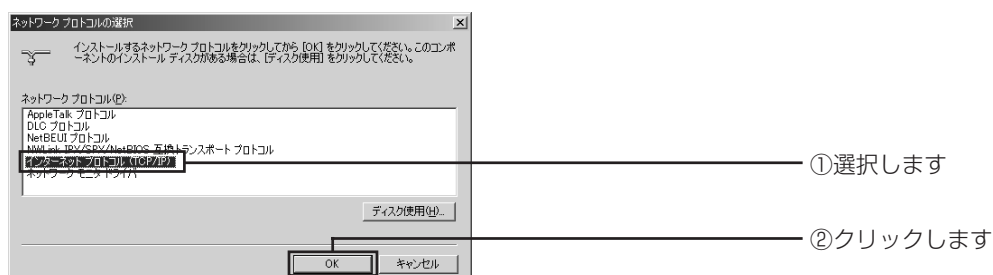 ネットワーク プロトコルの選択
インストールするネットワーク プロトコルをクリックしてから [OK] をクリックしてください。このコンポ
ーネントのインストール ディスクがある場合は、[ディスク使用] をクリックしてください。
ネットワーク プロトコル(P):
AppleTalk プロトコル
DLC プロトコル
NetBEUI プロトコル
NWLink IPX/SPX/NetBIOS 互換トランスポート プロトコル
インターネット プロトコル (TCP/IP)
ネットワーク モニタ ドライバ
①選択します
ディスク使用(H)...
②クリックします
OK
キャンセル